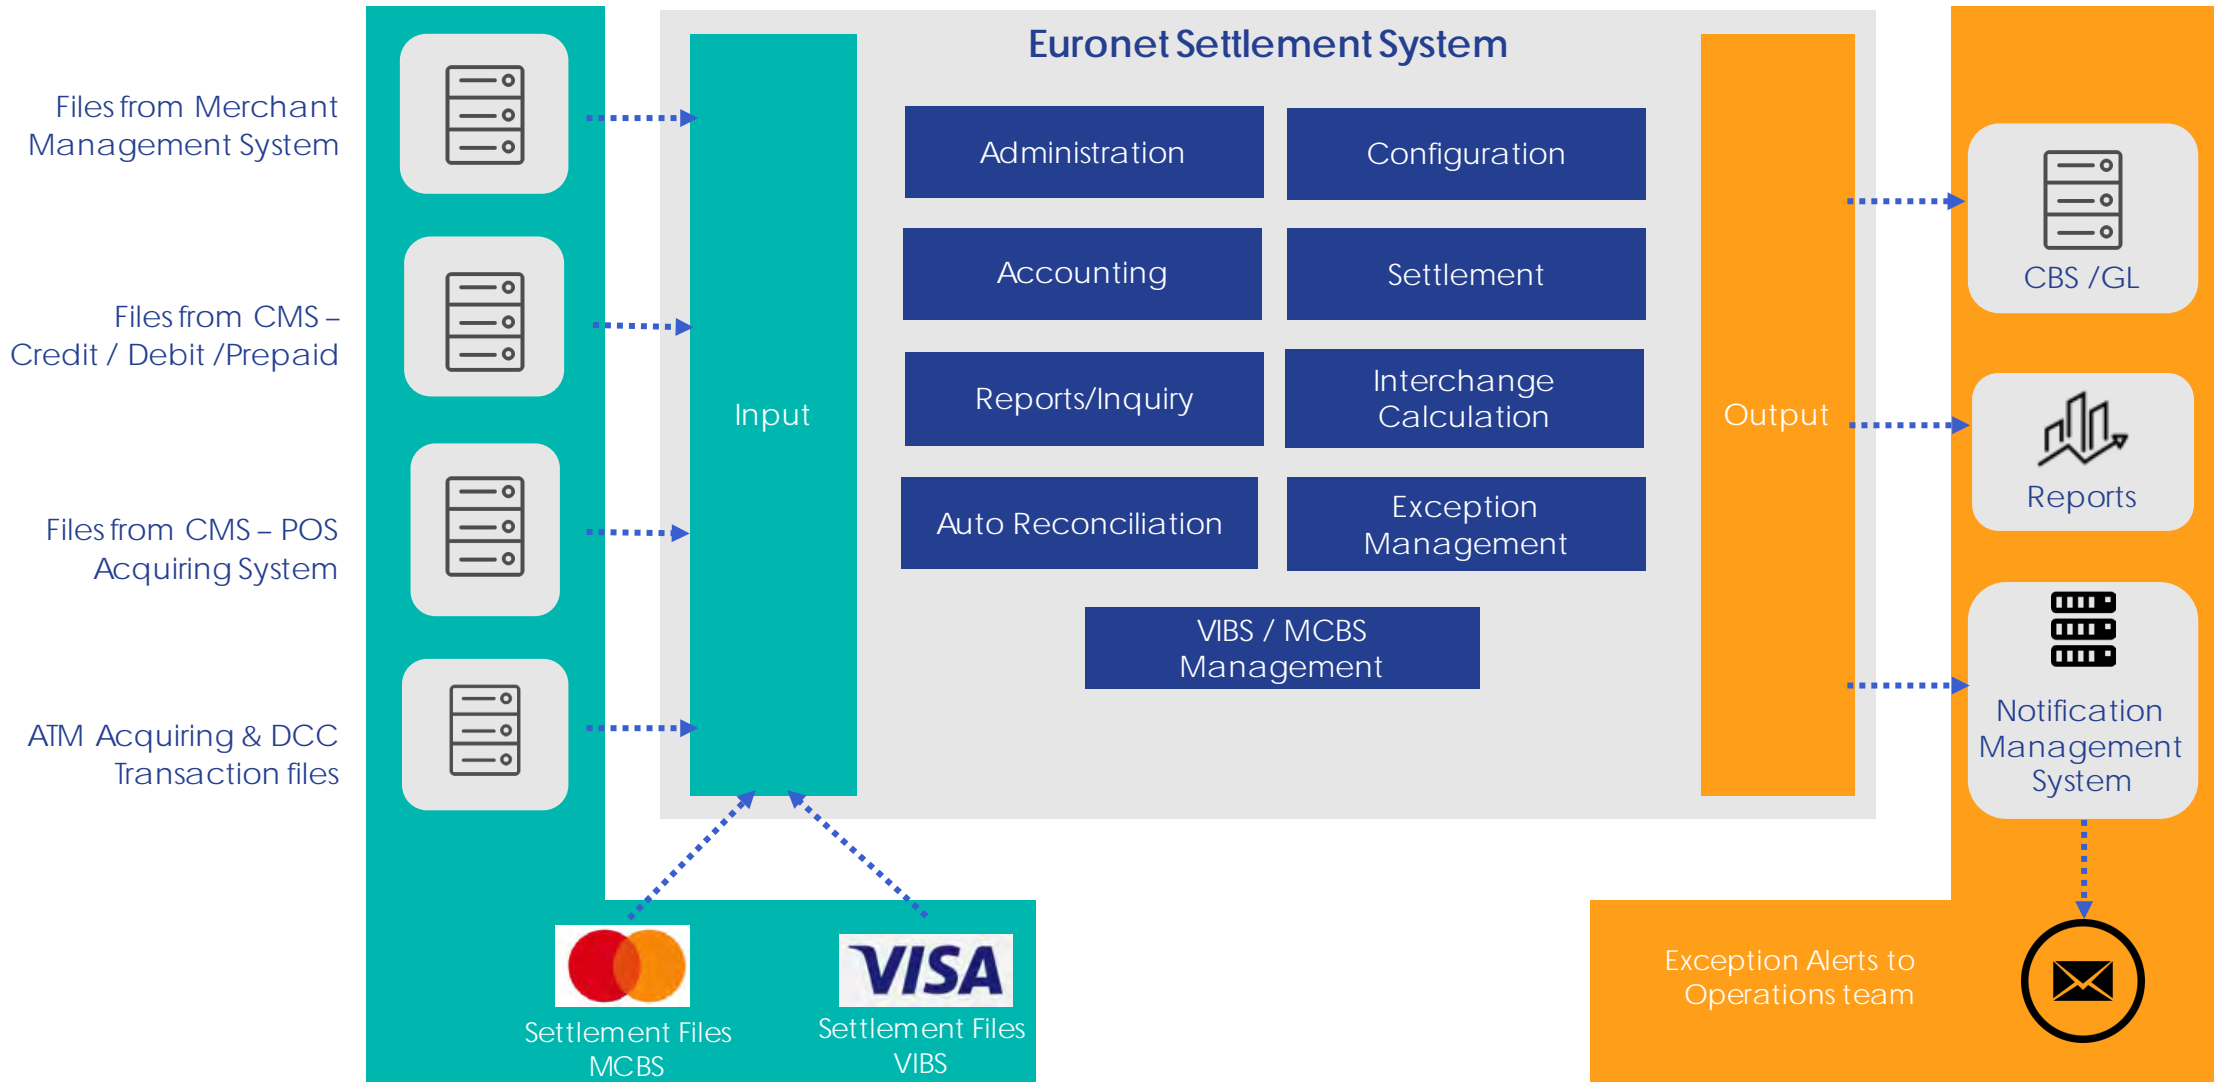 Euronet Settlement System
Files from Merchant
Management System
Files from CMS –
Credit / Debit /Prepaid
Files from CMS – POS
Acquiring System
ATM Acquiring & DCC
Transaction files
Input
Administration
Configuration
Accounting
Settlement
Reports/Inquiry
Interchange
Calculation
Auto Reconciliation
Exception
Management
VIBS / MCBS
Management
Output
CBS /GL
Reports
Notification
Management
System
VISA
Settlement Files
MCBS
Settlement Files
VIBS
Exception Alerts to
Operations team